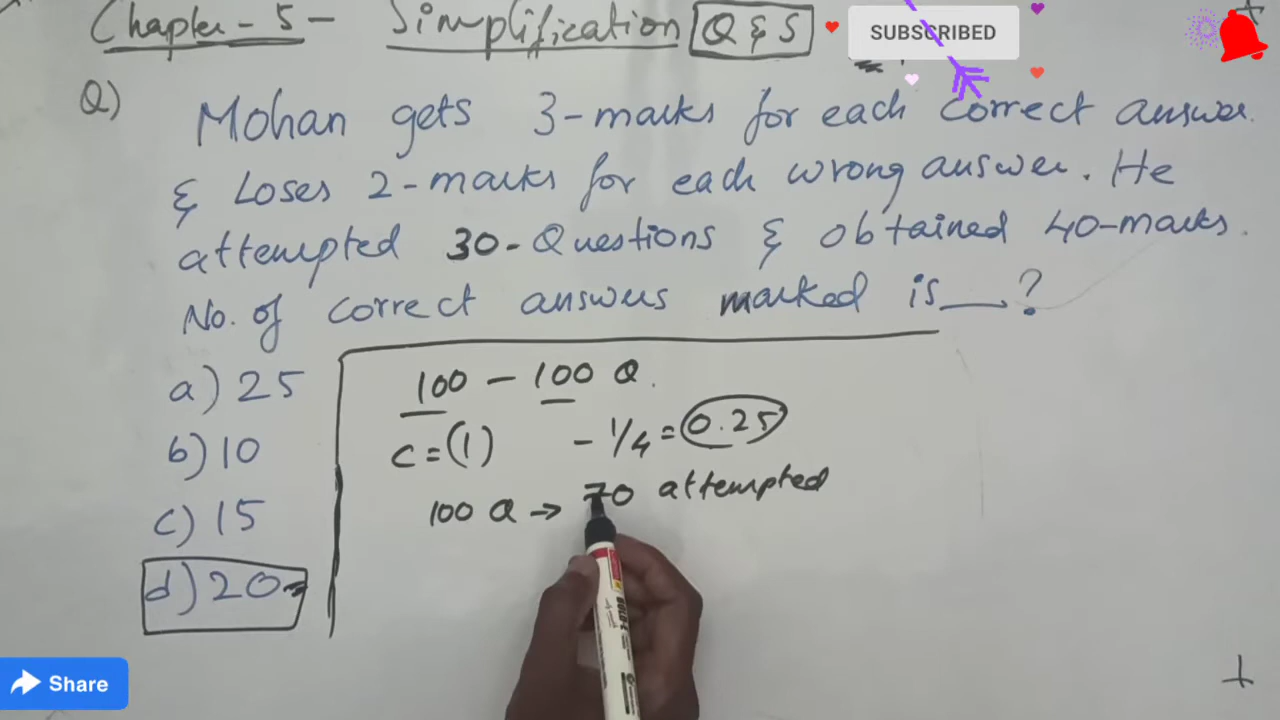 Chapter - 5 - Simplification Q & S
SUBSCRIBED
Q) Mohan gets 3-marks for each correct answer
& Loses 2-marks for each wrong answer. He
attempted 30-Questions & obtained 40-marks.
No. of correct answers marked is___?
a) 25
b) 10
c) 15
d) 20
100 - 100 Q.
C = (1) - 1/4 = 0.25
100 Q → 70 attempted
Share